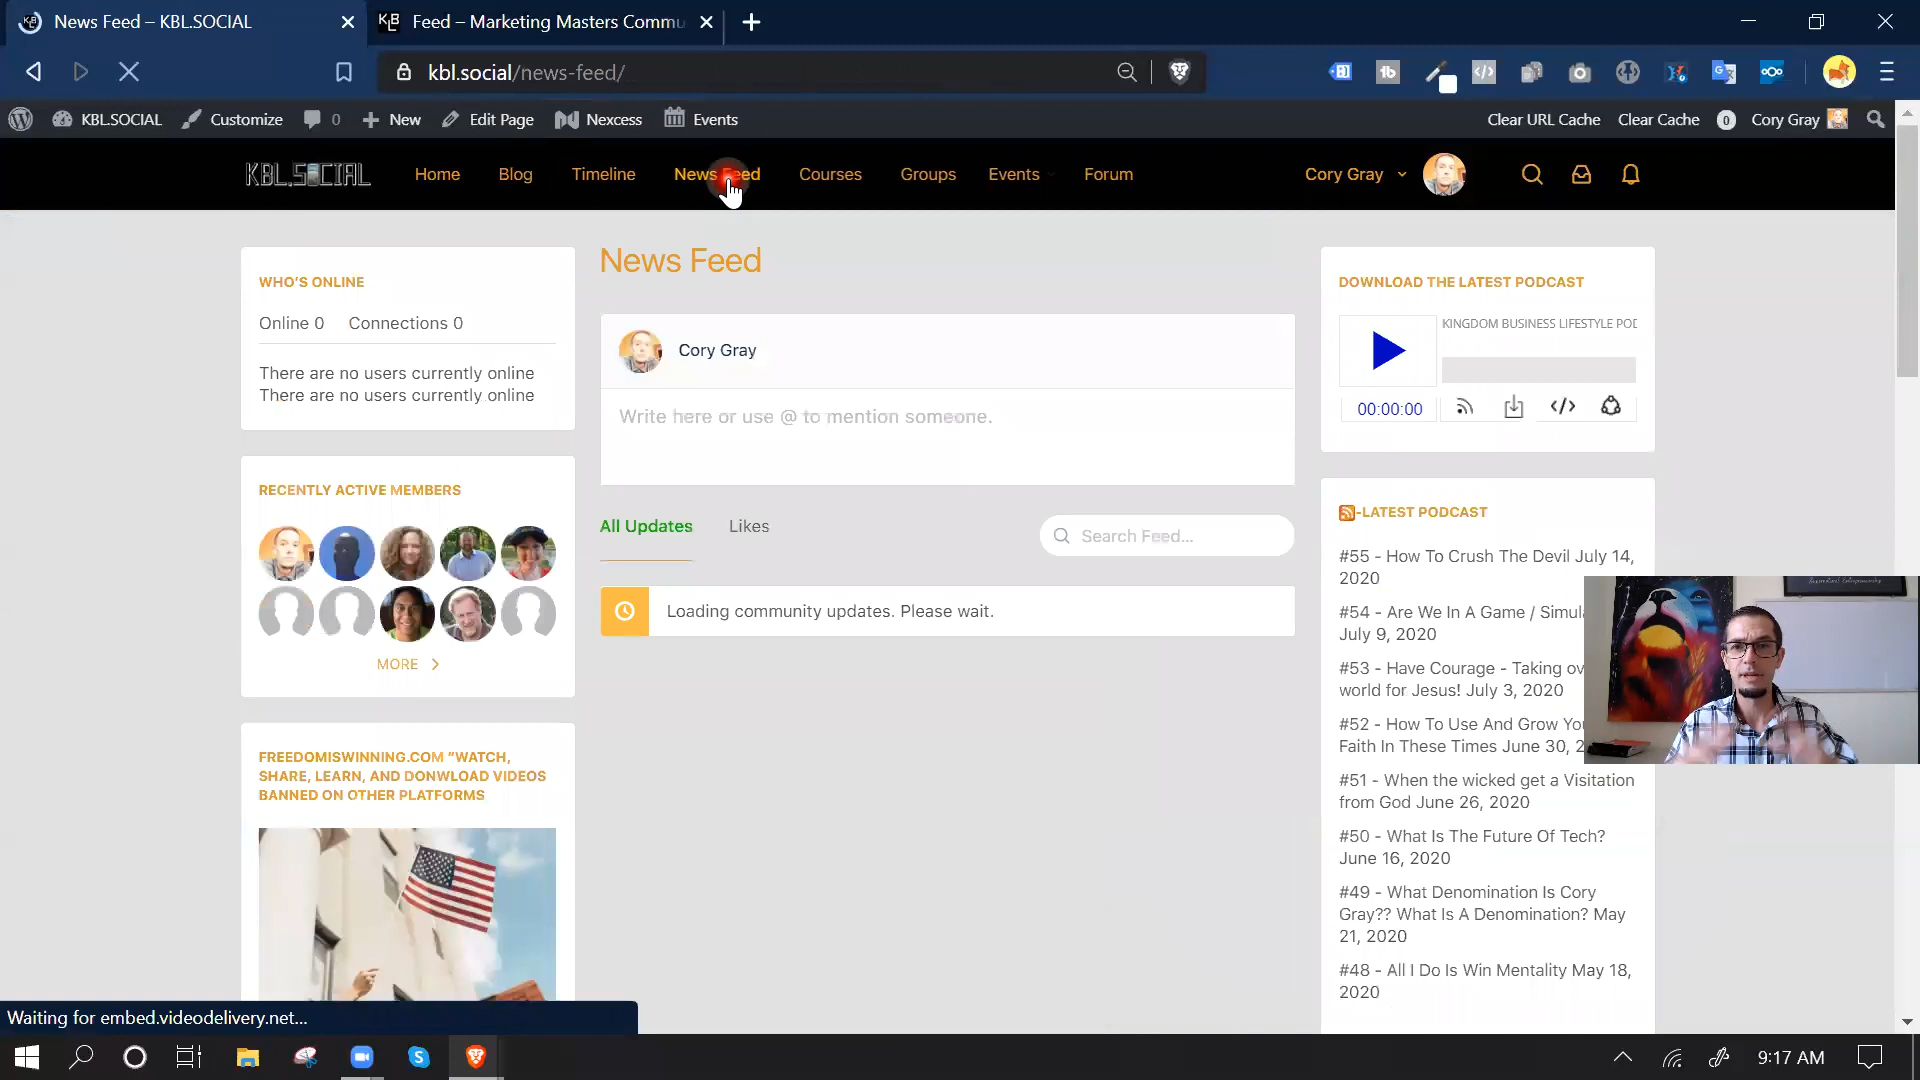 News Feed – KBL.SOCIAL
Feed – Marketing Masters Commu
kbl.social/news-feed/
KBL.SOCIAL
Customize
0
New
Edit Page
Nexcess
Events
Clear URL Cache
Clear Cache
0
Cory Gray
KBL.SOCIAL
Home
Blog
Timeline
News Feed
Courses
Groups
Events
Forum
Cory Gray
WHO'S ONLINE
Online 0 Connections 0
There are no users currently online
There are no users currently online
RECENTLY ACTIVE MEMBERS
MORE
FREEDOMISWINNING.COM "WATCH,
SHARE, LEARN, AND DONWLOAD VIDEOS
BANNED ON OTHER PLATFORMS
News Feed
Cory Gray
Write here or use @ to mention someone.
All Updates
Likes
Search Feed...
Loading community updates. Please wait.
DOWNLOAD THE LATEST PODCAST
KINGDOM BUSINESS LIFESTYLE POD
00:00:00
-LATEST PODCAST
#55 - How To Crush The Devil July 14,
2020
#54 - Are We In A Game / Simula
July 9, 2020
#53 - Have Courage - Taking ov
world for Jesus! July 3, 2020
#52 - How To Use And Grow You
Faith In These Times June 30, 2
#51 - When the wicked get a Visitation
from God June 26, 2020
#50 - What Is The Future Of Tech?
June 16, 2020
#49 - What Denomination Is Cory
Gray?? What Is A Denomination? May
21, 2020
#48 - All I Do Is Win Mentality May 18,
2020
Waiting for embed.videodelivery.net...
9:17 AM